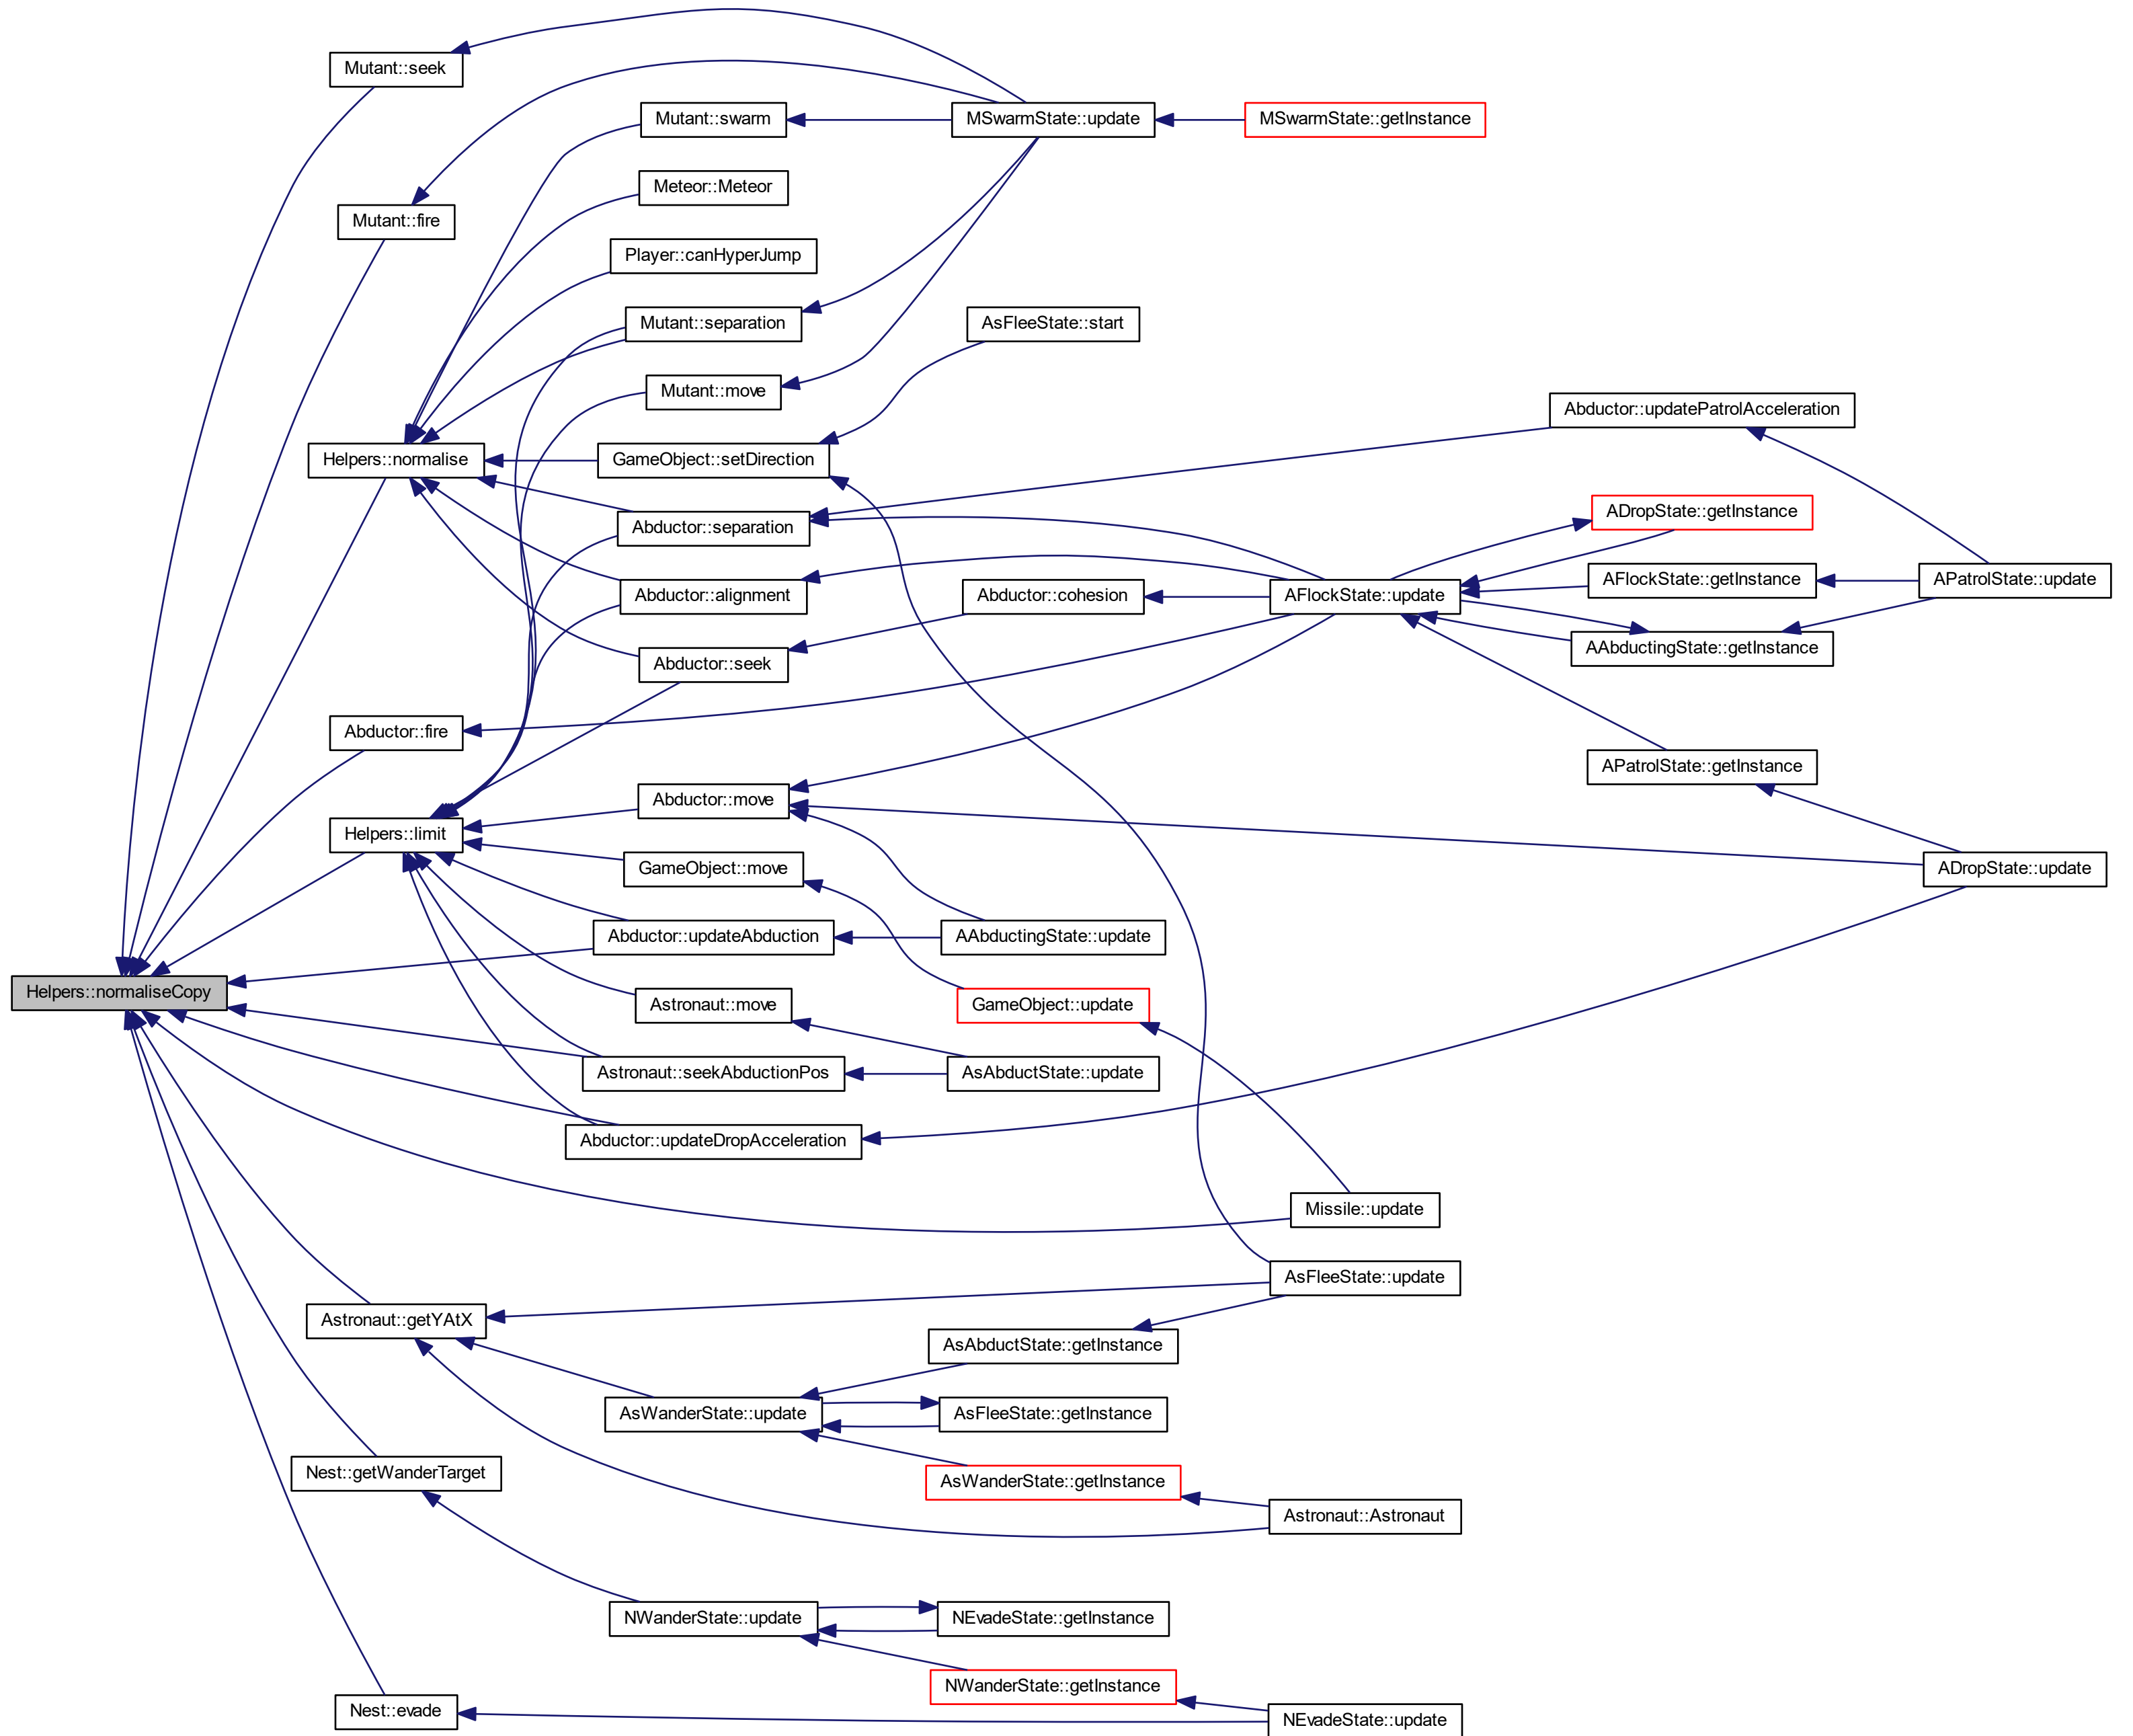 Mutant::seek
Mutant::swarm
MSwarmState::update
MSwarmState::getInstance
Meteor::Meteor
Mutant::fire
Player::canHyperJump
Mutant::separation
AsFleeState::start
Mutant::move
Abductor::updatePatrolAcceleration
Helpers::normalise
GameObject::setDirection
Abductor::separation
ADropState::getInstance
Abductor::alignment
Abductor::cohesion
AFlockState::update
AFlockState::getInstance
APatrolState::update
Abductor::seek
AAbductingState::getInstance
Abductor::fire
APatrolState::getInstance
Abductor::move
Helpers::limit
GameObject::move
ADropState::update
Abductor::updateAbduction
AAbductingState::update
Helpers::normaliseCopy
Astronaut::move
GameObject::update
Astronaut::seekAbductionPos
AsAbductState::update
Abductor::updateDropAcceleration
Missile::update
AsFleeState::update
Astronaut::getYAtX
AsAbductState::getInstance
AsWanderState::update
AsFleeState::getInstance
Nest::getWanderTarget
AsWanderState::getInstance
Astronaut::Astronaut
NWanderState::update
NEvadeState::getInstance
NWanderState::getInstance
Nest::evade
NEvadeState::update